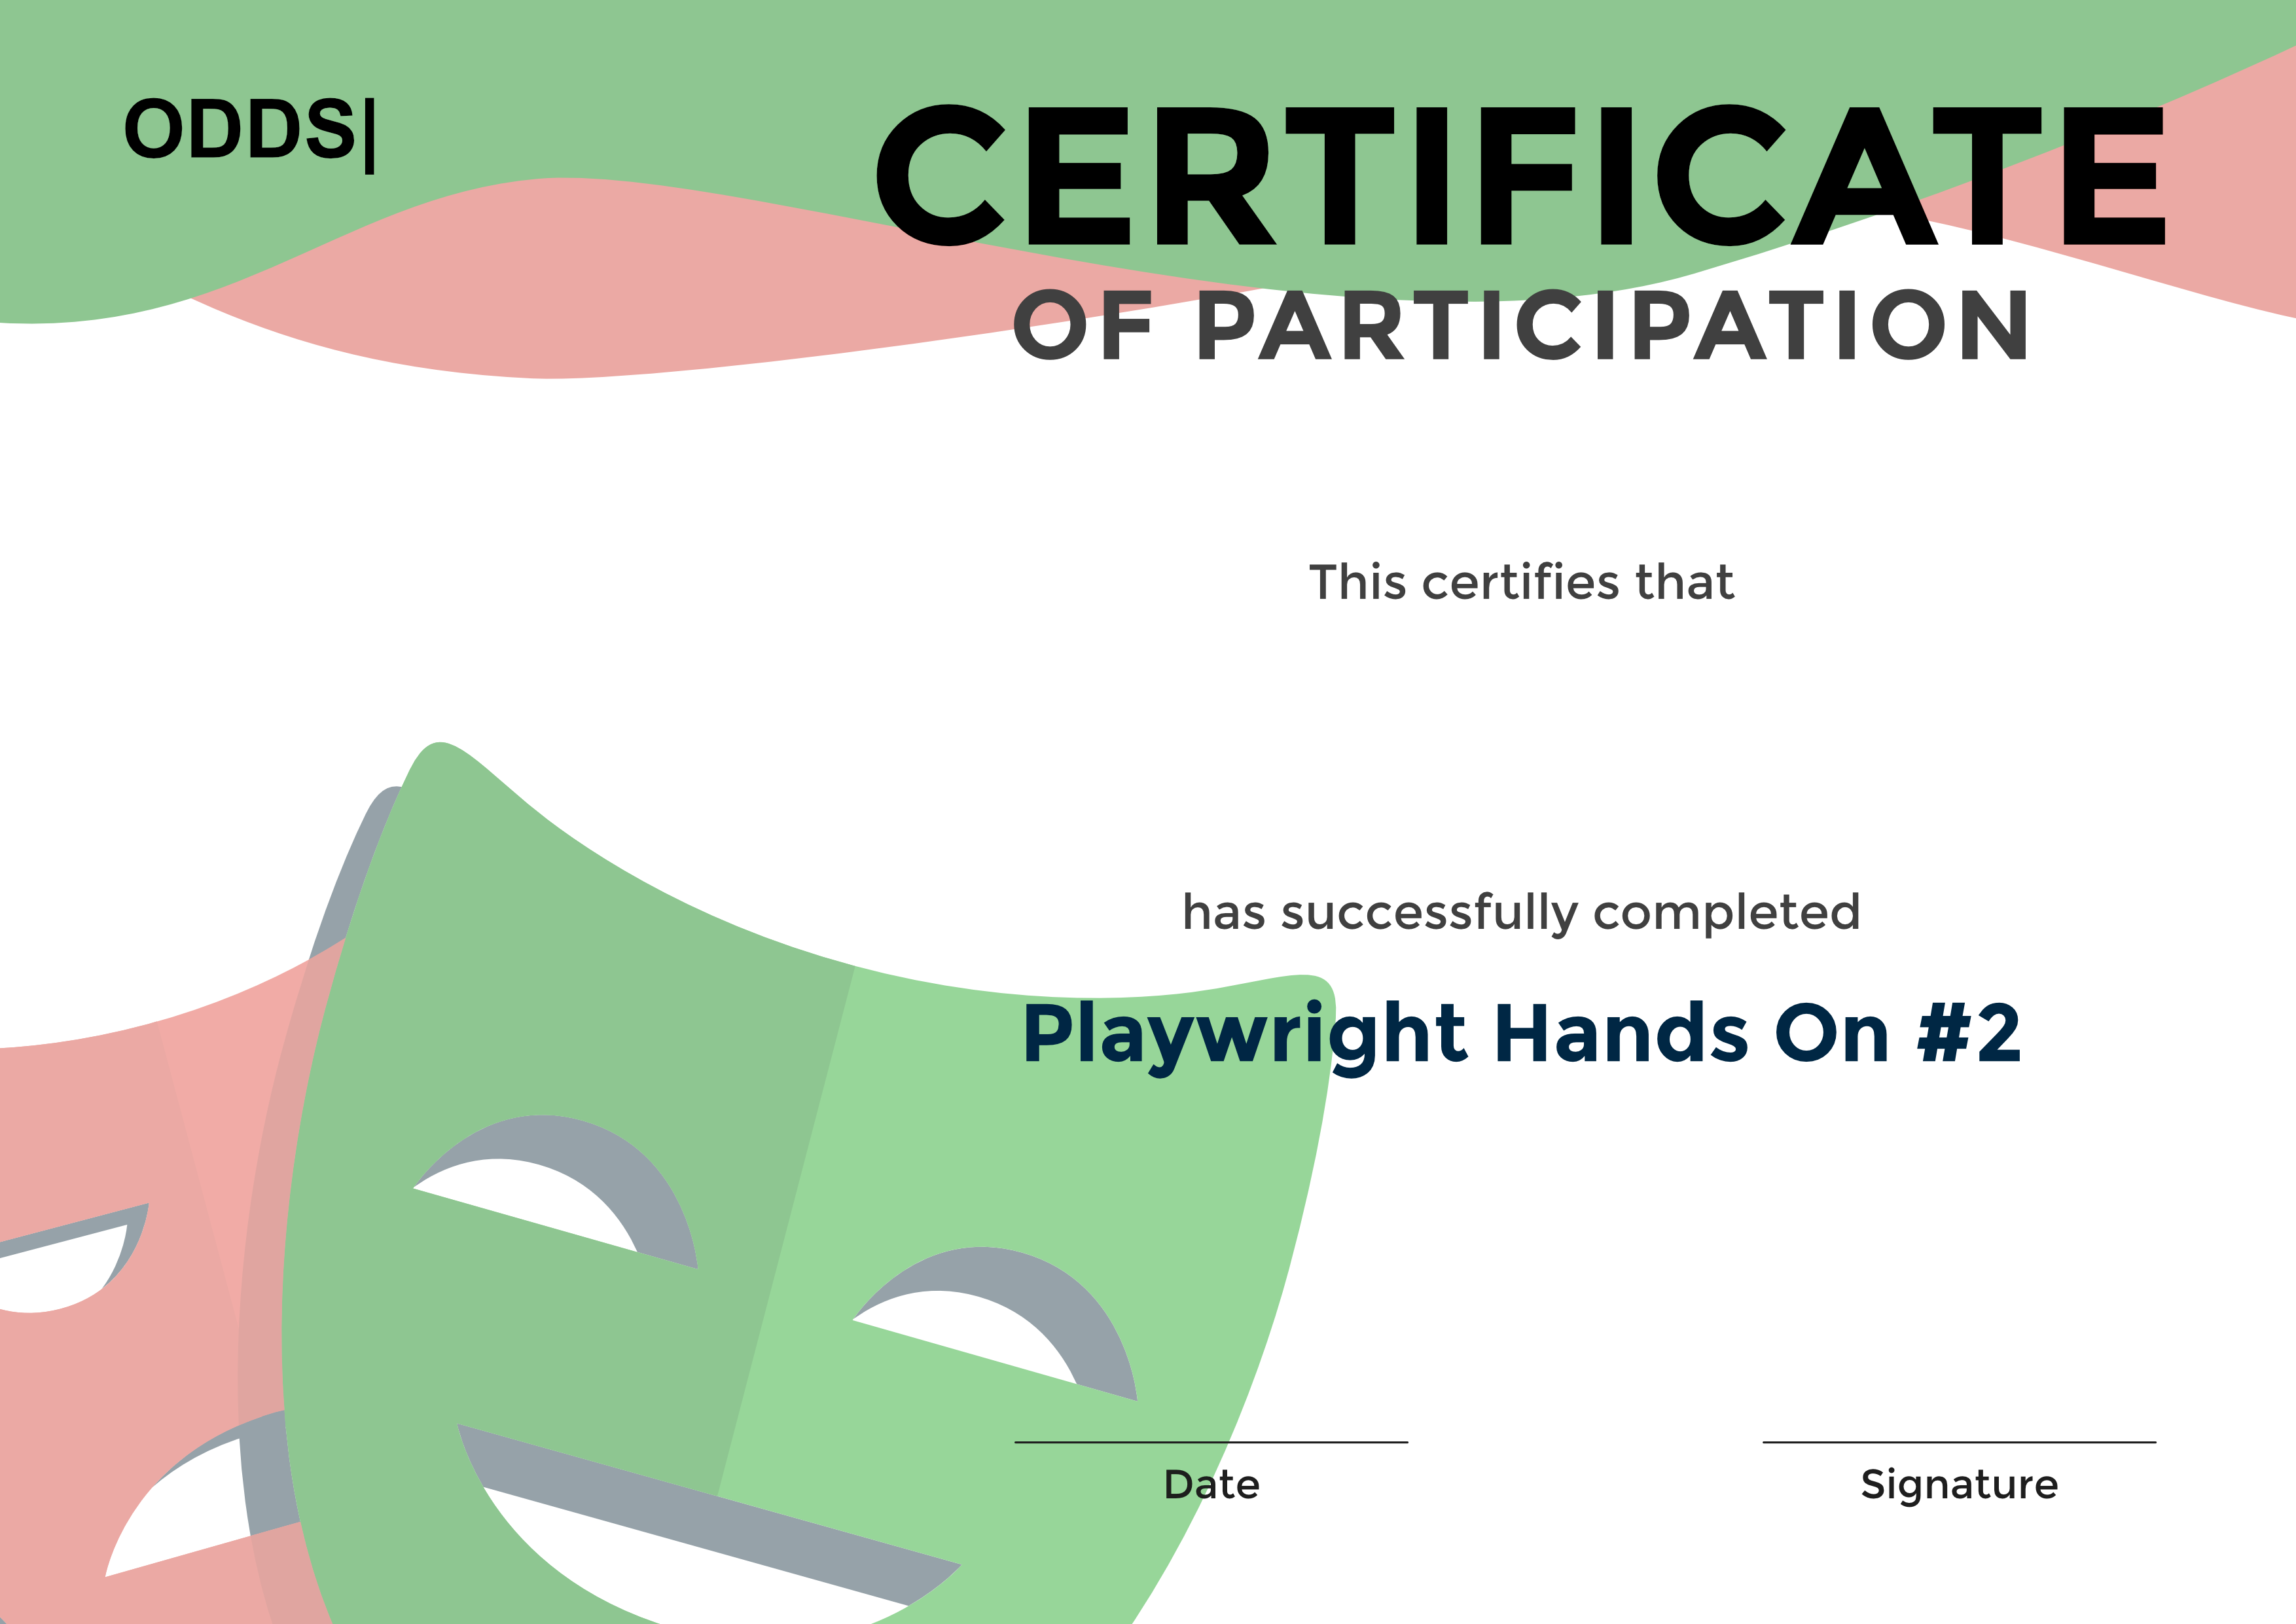 ODDS|
CERTIFICATE
OF PARTICIPATION
This certifies that
has successfully completed
Playwright Hands On #2
Date
Signature